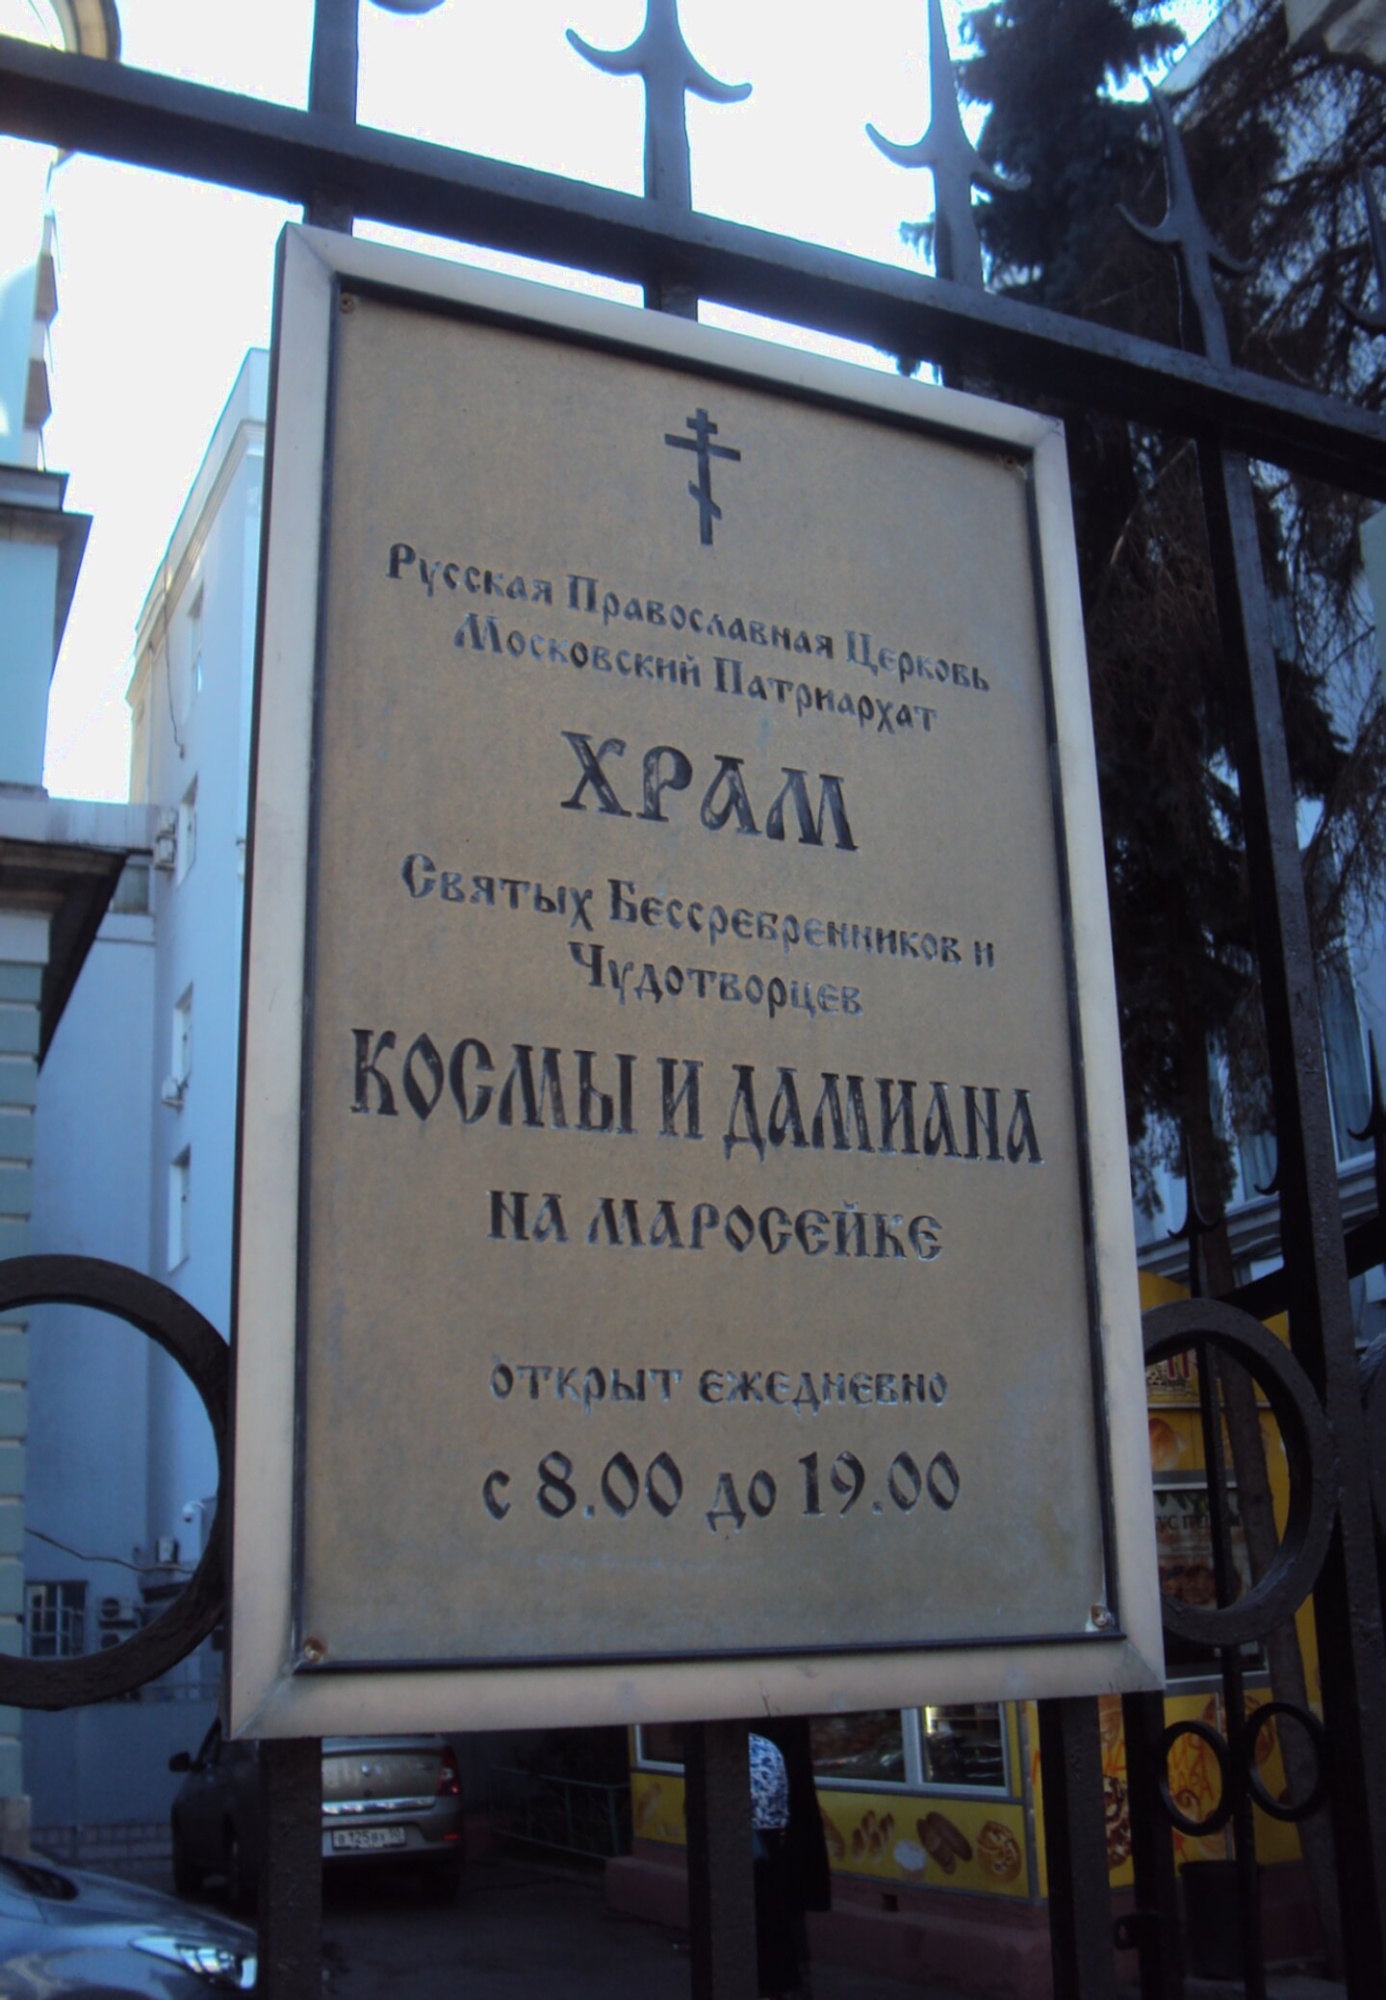 Русская Православная Церковь
Московский Патриархат
ХРАМ
Святых Бессребренников и
Чудотворцев
КОСМЫ И ДАМИАНА
НА МАРОСЕЙКЕ
открыт ежедневно
с 8.00 до 19.00